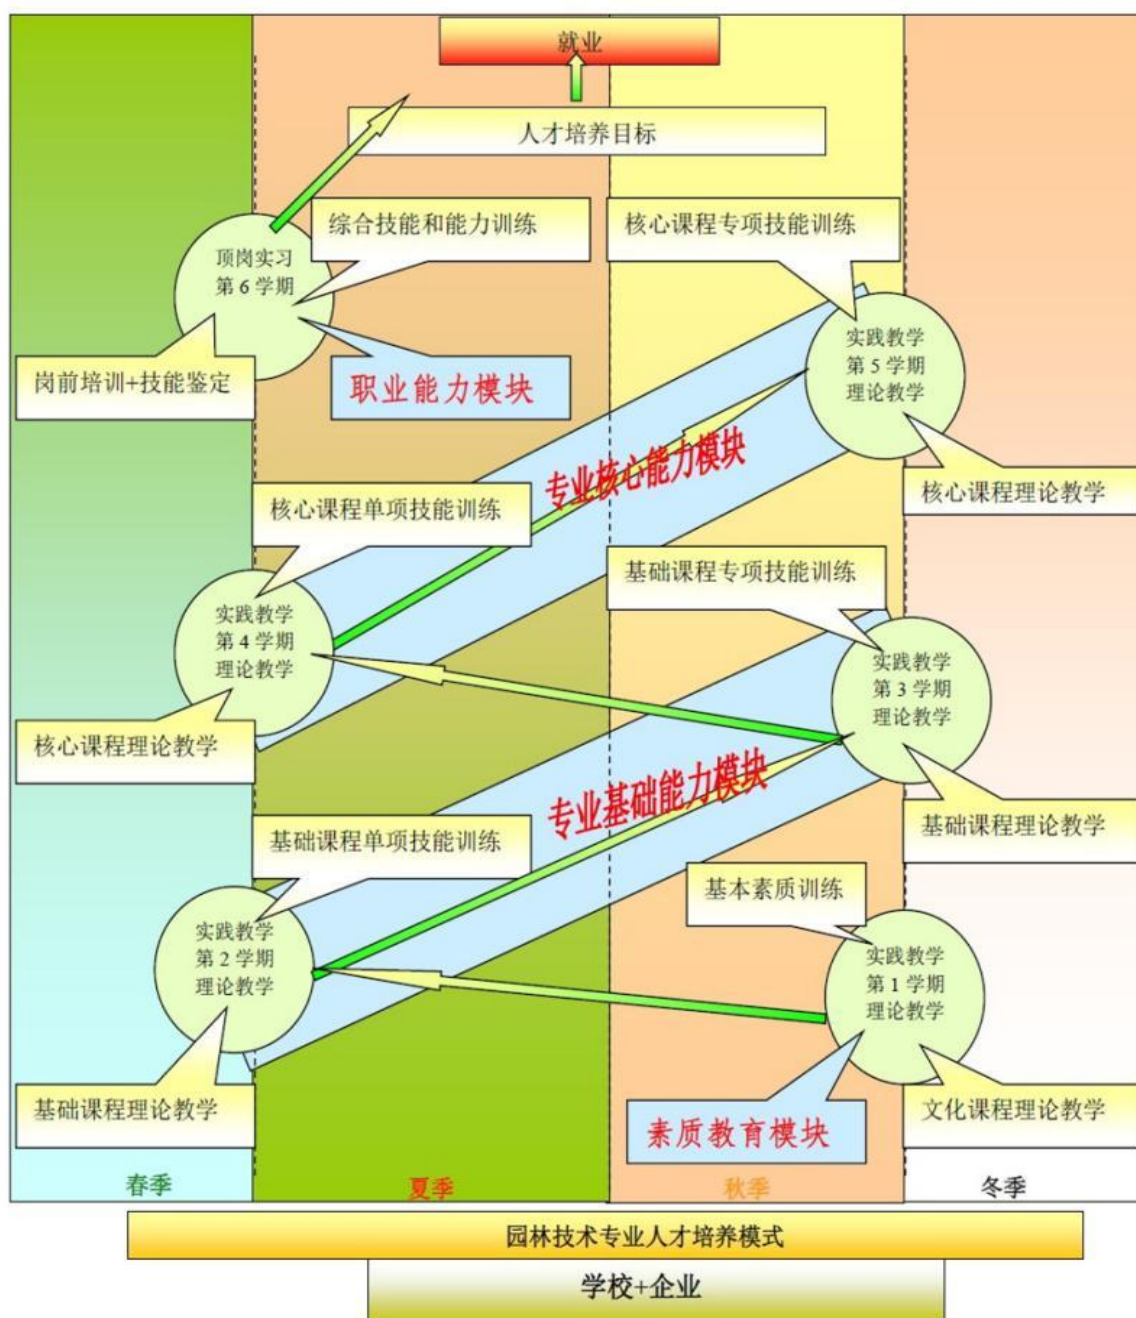 就业
人才培养目标
综合技能和能力训练
核心课程专项技能训练
顶岗实习
第 6 学期
实践教学
第 5 学期
理论教学
岗前培训+技能鉴定
职业能力模块
专业核心能力模块
核心课程理论教学
核心课程单项技能训练
基础课程专项技能训练
实践教学
第 4 学期
理论教学
实践教学
第 3 学期
理论教学
核心课程理论教学
专业基础能力模块
基础课程单项技能训练
基础课程理论教学
基本素质训练
实践教学
第 2 学期
理论教学
实践教学
第 1 学期
理论教学
基础课程理论教学
素质教育模块
文化课程理论教学
春季
夏季
秋季
冬季
园林技术专业人才培养模式
学校+企业